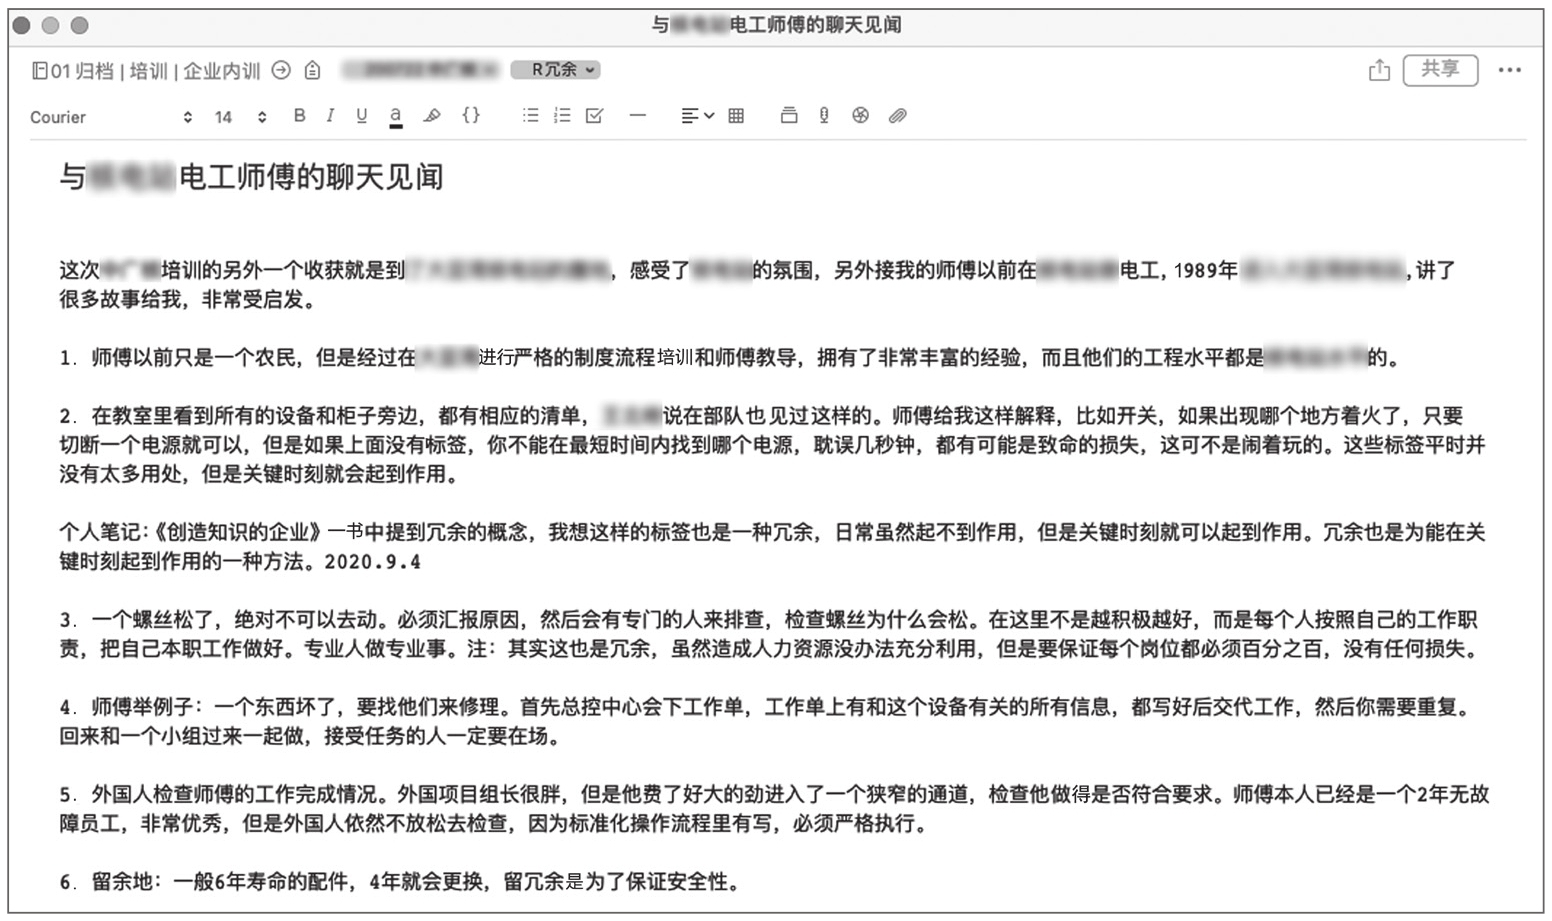 与电工师傅的聊天见闻
01 归档 | 培训 | 企业内训 R冗余 共享
Courier 14 B I U a {}
与电工师傅的聊天见闻
这次培训的另外一个收获就是到，感受了的氛围，另外接我的师傅以前在电工，1989年，讲了
很多故事给我，非常受启发。
1. 师傅以前只是一个农民，但是经过在进行严格的制度流程培训和师傅教导，拥有了非常丰富的经验，而且他们的工程水平都是的。
2. 在教室里看到所有的设备和柜子旁边，都有相应的清单，说在部队也见过这样的。师傅给我这样解释，比如开关，如果出现哪个地方着火了，只要
切断一个电源就可以，但是如果上面没有标签，你不能在最短时间内找到哪个电源，耽误几秒钟，都有可能是致命的损失，这可不是闹着玩的。这些标签平时并
没有太多用处，但是关键时刻就会起到作用。
个人笔记：《创造知识的企业》一书中提到冗余的概念，我想这样的标签也是一种冗余，日常虽然起不到作用，但是关键时刻就可以起到作用。冗余也是为能在关
键时刻起到作用的一种方法。2020.9.4
3. 一个螺丝松了，绝对不可以去动。必须汇报原因，然后会有专门的人来排查，检查螺丝为什么会松。在这里不是越积极越好，而是每个人按照自己的工作职
责，把自己本职工作做好。专业人做专业事。注：其实这也是冗余，虽然造成人力资源没办法充分利用，但是要保证每个岗位都必须百分之百，没有任何损失。
4. 师傅举例子：一个东西坏了，要找他们来修理。首先总控中心会下工作单，工作单上有和这个设备有关的所有信息，都写好后交代工作，然后你需要重复。
回来和一个小组过来一起做，接受任务的人一定要在场。
5. 外国人检查师傅的工作完成情况。外国项目组长很胖，但是他费了好大的劲进入了一个狭窄的通道，检查他做得是否符合要求。师傅本人已经是一个2年无故
障员工，非常优秀，但是外国人依然不放松去检查，因为标准化操作流程里有写，必须严格执行。
6. 留余地：一般6年寿命的配件，4年就会更换，留冗余是为了保证安全性。